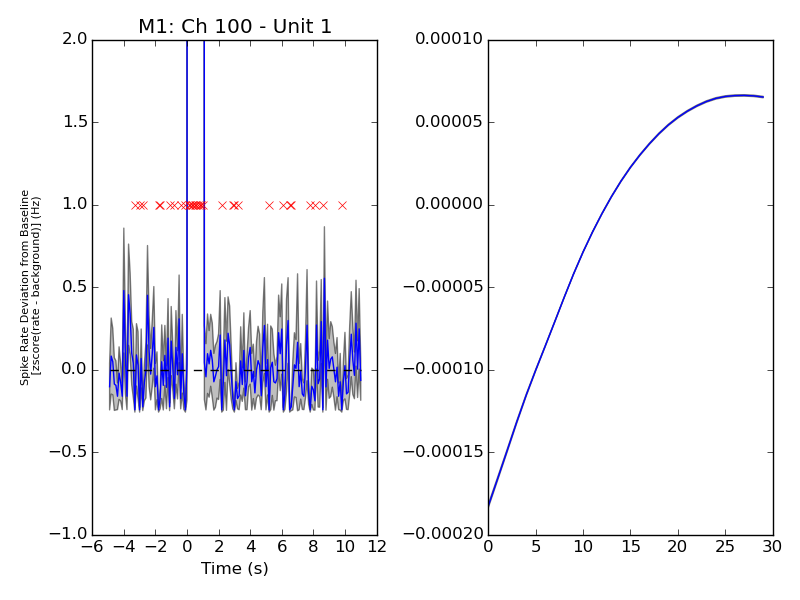 M1: Ch 100 - Unit 1
2.0
1.5
1.0
0.5
0.0
−0.5
−1.0
−6 −4 −2 0 2 4 6 8 10 12
Time (s)
Spike Rate Deviation from Baseline
[zscore(rate - background)] (Hz)
0.00010
0.00005
0.00000
−0.00005
−0.00010
−0.00015
−0.00020
0 5 10 15 20 25 30